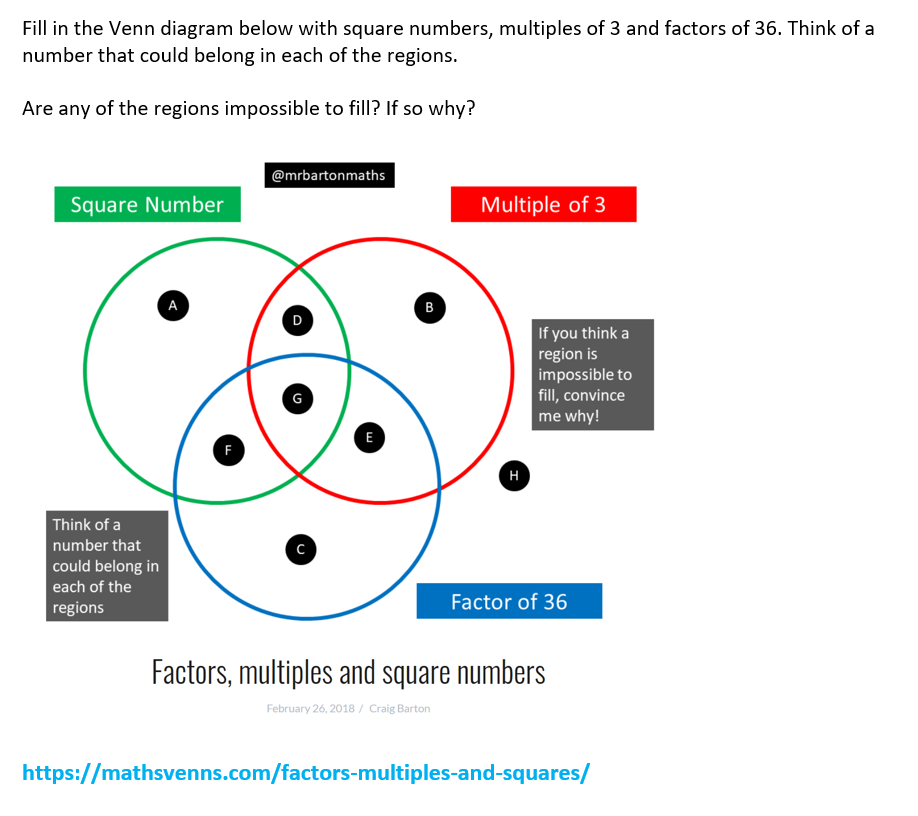 Fill in the Venn diagram below with square numbers, multiples of 3 and factors of 36. Think of a
number that could belong in each of the regions.
Are any of the regions impossible to fill? If so why?
@mrbartonmaths
Square Number
Multiple of 3
A
B
D
If you think a
region is
impossible to
fill, convince
me why!
G
E
F
H
Think of a
number that
could belong in
each of the
regions
C
Factor of 36
Factors, multiples and square numbers
February 26, 2018 / Craig Barton
https://mathsvenns.com/factors-multiples-and-squares/